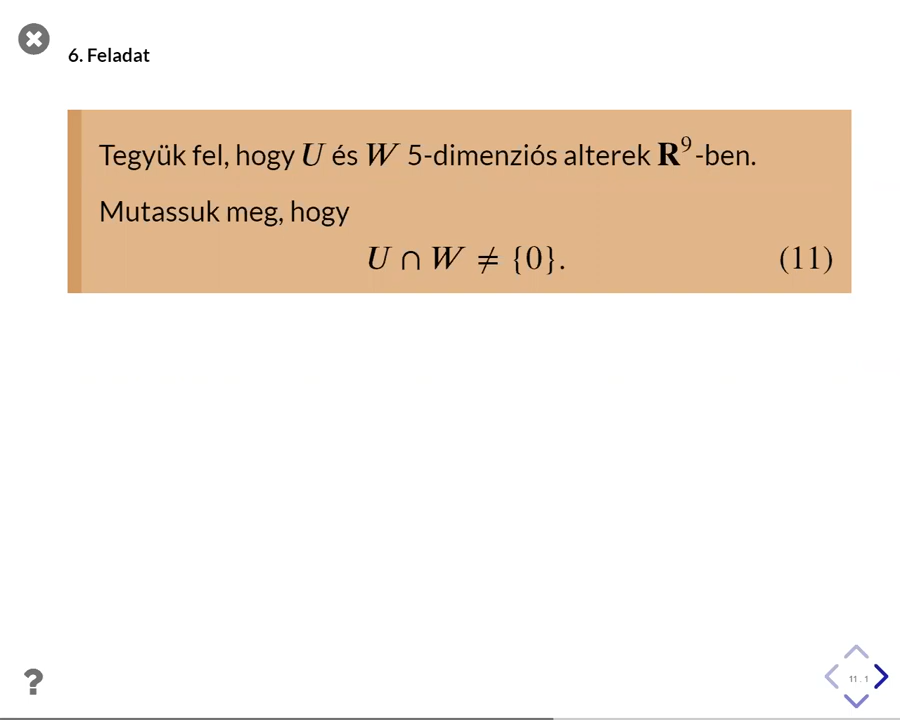 6. Feladat
Tegyük fel, hogy U és W 5-dimenziós alterek R⁹-ben.
Mutassuk meg, hogy
U ∩ W ≠ {0}. (11)
?
11 . 1